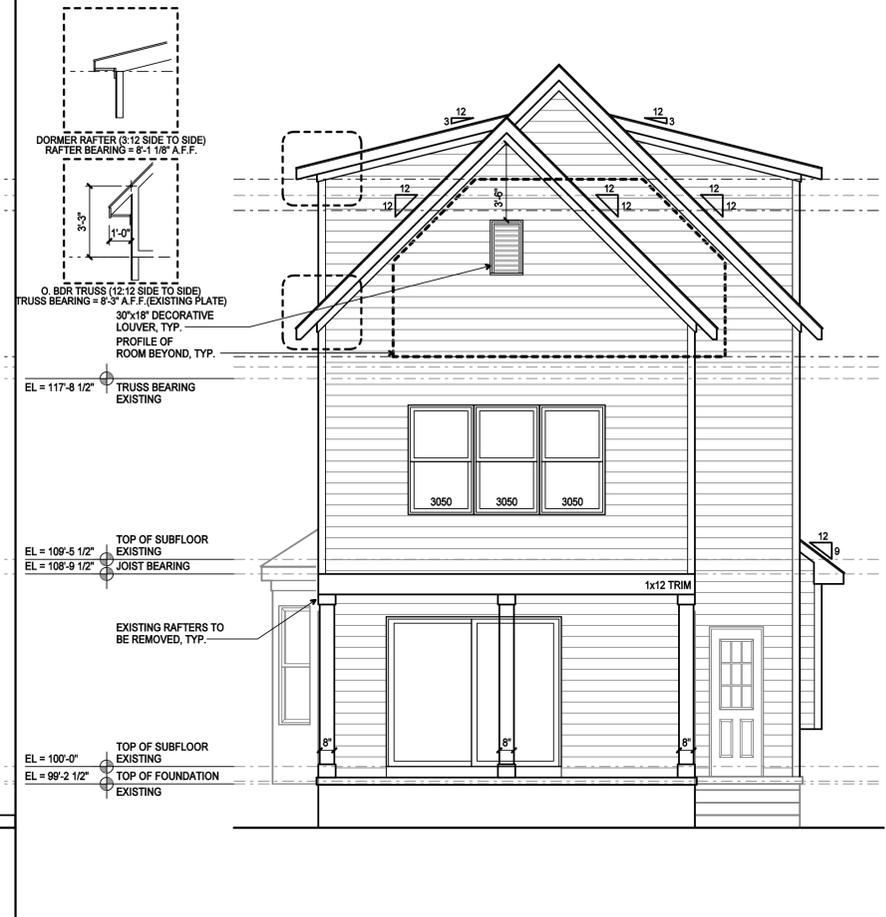 DORMER RAFTER (3:12 SIDE TO SIDE)
RAFTER BEARING = 8'-1 1/8" A.F.F.
3'-3"
1'-0"
O. BDR TRUSS (12:12 SIDE TO SIDE)
TRUSS BEARING = 8'-3" A.F.F.(EXISTING PLATE)
30"x18" DECORATIVE
LOUVER, TYP.
PROFILE OF
ROOM BEYOND, TYP.
EL = 117'-8 1/2"
TRUSS BEARING
EXISTING
TOP OF SUBFLOOR
EL = 109'-5 1/2" EXISTING
EL = 108'-9 1/2" JOIST BEARING
EXISTING RAFTERS TO
BE REMOVED, TYP.
TOP OF SUBFLOOR
EL = 100'-0" EXISTING
EL = 99'-2 1/2" TOP OF FOUNDATION
EXISTING
12
3
12
3
12
12
3'-6"
12
12
12
12
3050 3050 3050
12
9
1x12 TRIM
8" 8" 8"